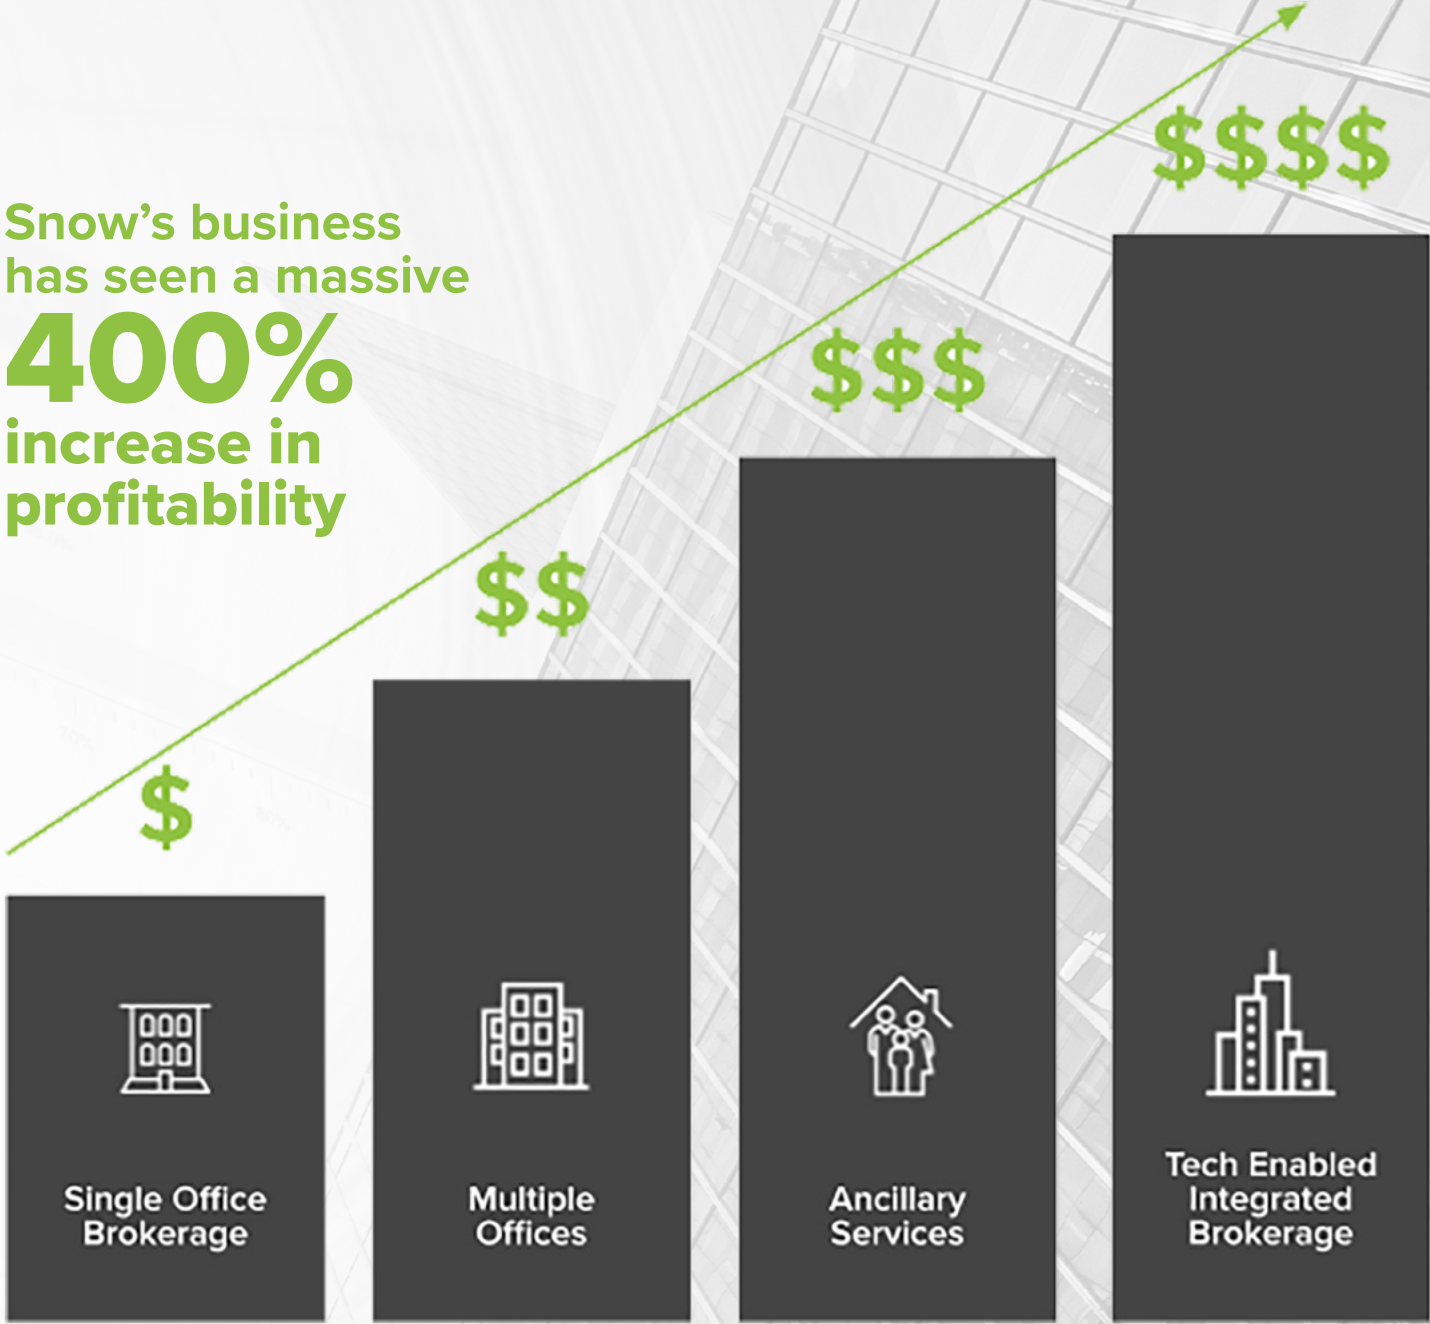 Snow’s business
has seen a massive
400%
increase in
profitability
$
$$
$$$
$$$$
Single Office
Brokerage
Multiple
Offices
Ancillary
Services
Tech Enabled
Integrated
Brokerage